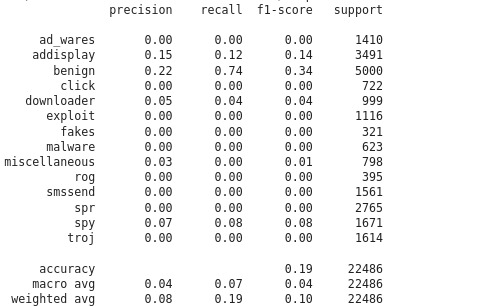 precision recall f1-score support
ad_wares 0.00 0.00 0.00 1410
addisplay 0.15 0.12 0.14 3491
benign 0.22 0.74 0.34 5000
click 0.00 0.00 0.00 722
downloader 0.05 0.04 0.04 999
exploit 0.00 0.00 0.00 1116
fakes 0.00 0.00 0.00 321
malware 0.00 0.00 0.00 623
miscellaneous 0.03 0.00 0.01 798
rog 0.00 0.00 0.00 395
smssend 0.00 0.00 0.00 1561
spr 0.00 0.00 0.00 2765
spy 0.07 0.08 0.08 1671
troj 0.00 0.00 0.00 1614
accuracy 0.19 22486
macro avg 0.04 0.07 0.04 22486
weighted avg 0.08 0.19 0.10 22486